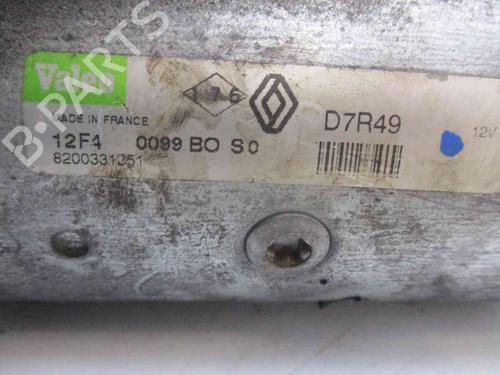 Valeo
176
MADE IN FRANCE
D7R49
12V
12F4 0099 BO S0
8200331251
B-PARTS